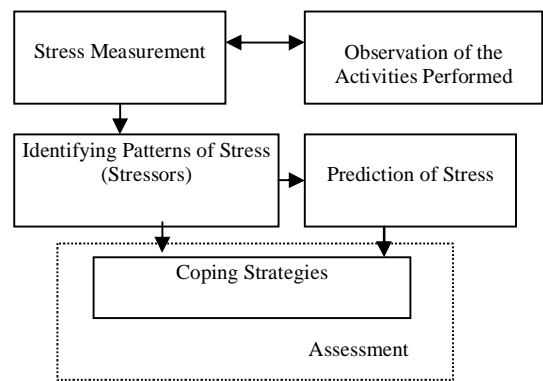 Stress Measurement
Observation of the
Activities Performed
Identifying Patterns of Stress
(Stressors)
Prediction of Stress
Coping Strategies
Assessment